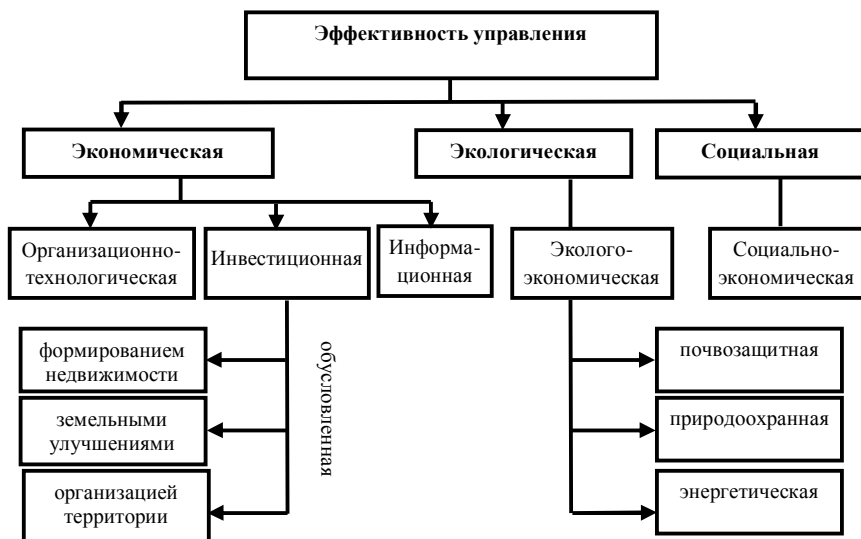 Эффективность управления
Экономическая
Экологическая
Социальная
Организационно-
технологическая
Инвестиционная
Информа-
ционная
Эколого-
экономическая
Социально-
экономическая
обусловленная
формированием
недвижимости
земельными
улучшениями
организацией
территории
почвозащитная
природоохранная
энергетическая